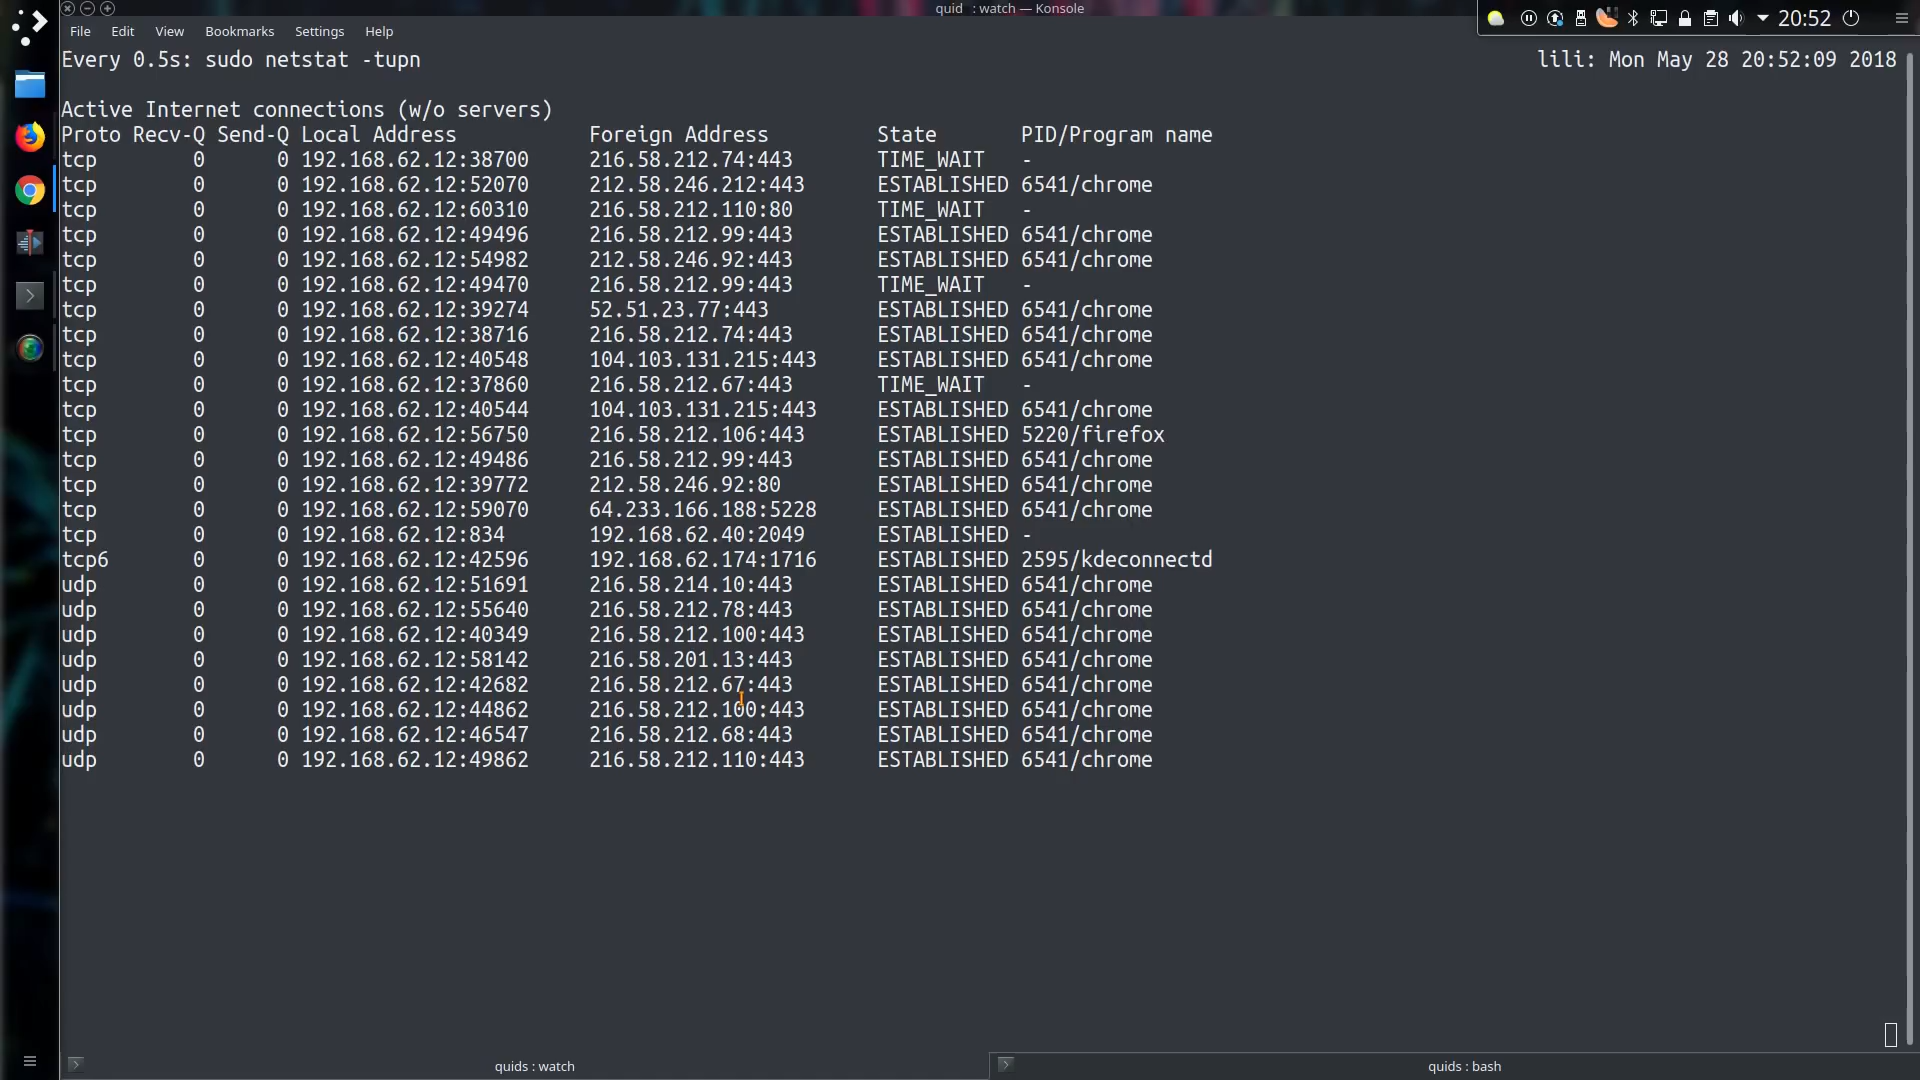 quid : watch — Konsole
File Edit View Bookmarks Settings Help
20:52
Every 0.5s: sudo netstat -tupn lili: Mon May 28 20:52:09 2018
Active Internet connections (w/o servers)
Proto Recv-Q Send-Q Local Address Foreign Address State PID/Program name
tcp 0 0 192.168.62.12:38700 216.58.212.74:443 TIME_WAIT -
tcp 0 0 192.168.62.12:52070 212.58.246.212:443 ESTABLISHED 6541/chrome
tcp 0 0 192.168.62.12:60310 216.58.212.110:80 TIME_WAIT -
tcp 0 0 192.168.62.12:49496 216.58.212.99:443 ESTABLISHED 6541/chrome
tcp 0 0 192.168.62.12:54982 212.58.246.92:443 ESTABLISHED 6541/chrome
tcp 0 0 192.168.62.12:49470 216.58.212.99:443 TIME_WAIT -
tcp 0 0 192.168.62.12:39274 52.51.23.77:443 ESTABLISHED 6541/chrome
tcp 0 0 192.168.62.12:38716 216.58.212.74:443 ESTABLISHED 6541/chrome
tcp 0 0 192.168.62.12:40548 104.103.131.215:443 ESTABLISHED 6541/chrome
tcp 0 0 192.168.62.12:37860 216.58.212.67:443 TIME_WAIT -
tcp 0 0 192.168.62.12:40544 104.103.131.215:443 ESTABLISHED 6541/chrome
tcp 0 0 192.168.62.12:56750 216.58.212.106:443 ESTABLISHED 5220/firefox
tcp 0 0 192.168.62.12:49486 216.58.212.99:443 ESTABLISHED 6541/chrome
tcp 0 0 192.168.62.12:39772 212.58.246.92:80 ESTABLISHED 6541/chrome
tcp 0 0 192.168.62.12:59070 64.233.166.188:5228 ESTABLISHED 6541/chrome
tcp 0 0 192.168.62.12:834 192.168.62.40:2049 ESTABLISHED -
tcp6 0 0 192.168.62.12:42596 192.168.62.174:1716 ESTABLISHED 2595/kdeconnectd
udp 0 0 192.168.62.12:51691 216.58.214.10:443 ESTABLISHED 6541/chrome
udp 0 0 192.168.62.12:55640 216.58.212.78:443 ESTABLISHED 6541/chrome
udp 0 0 192.168.62.12:40349 216.58.212.100:443 ESTABLISHED 6541/chrome
udp 0 0 192.168.62.12:58142 216.58.201.13:443 ESTABLISHED 6541/chrome
udp 0 0 192.168.62.12:42682 216.58.212.67:443 ESTABLISHED 6541/chrome
udp 0 0 192.168.62.12:44862 216.58.212.100:443 ESTABLISHED 6541/chrome
udp 0 0 192.168.62.12:46547 216.58.212.68:443 ESTABLISHED 6541/chrome
udp 0 0 192.168.62.12:49862 216.58.212.110:443 ESTABLISHED 6541/chrome
quids : watch quids : bash